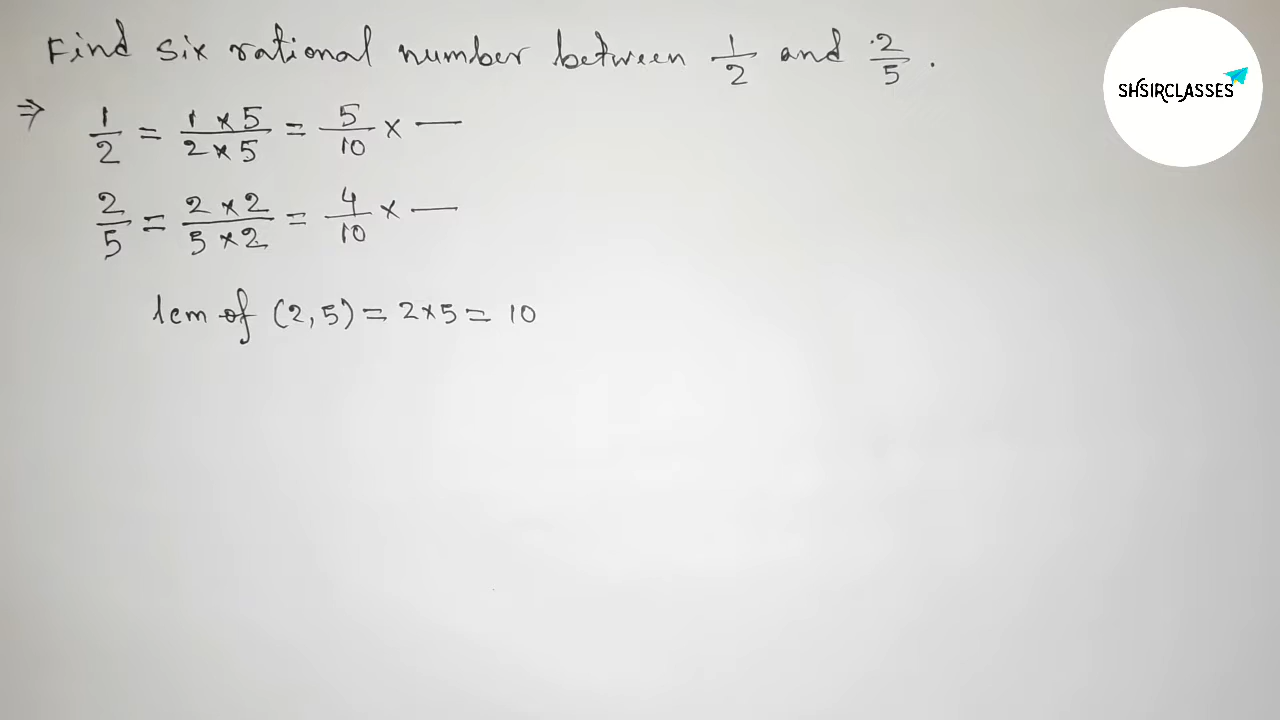 Find six rational number between 1/2 and 2/5 .
SHSIRCLASSES
⇒ 1/2 = 1 × 5 / 2 × 5 = 5/10 × —
2/5 = 2 × 2 / 5 × 2 = 4/10 × —
lcm of (2, 5) = 2 × 5 = 10